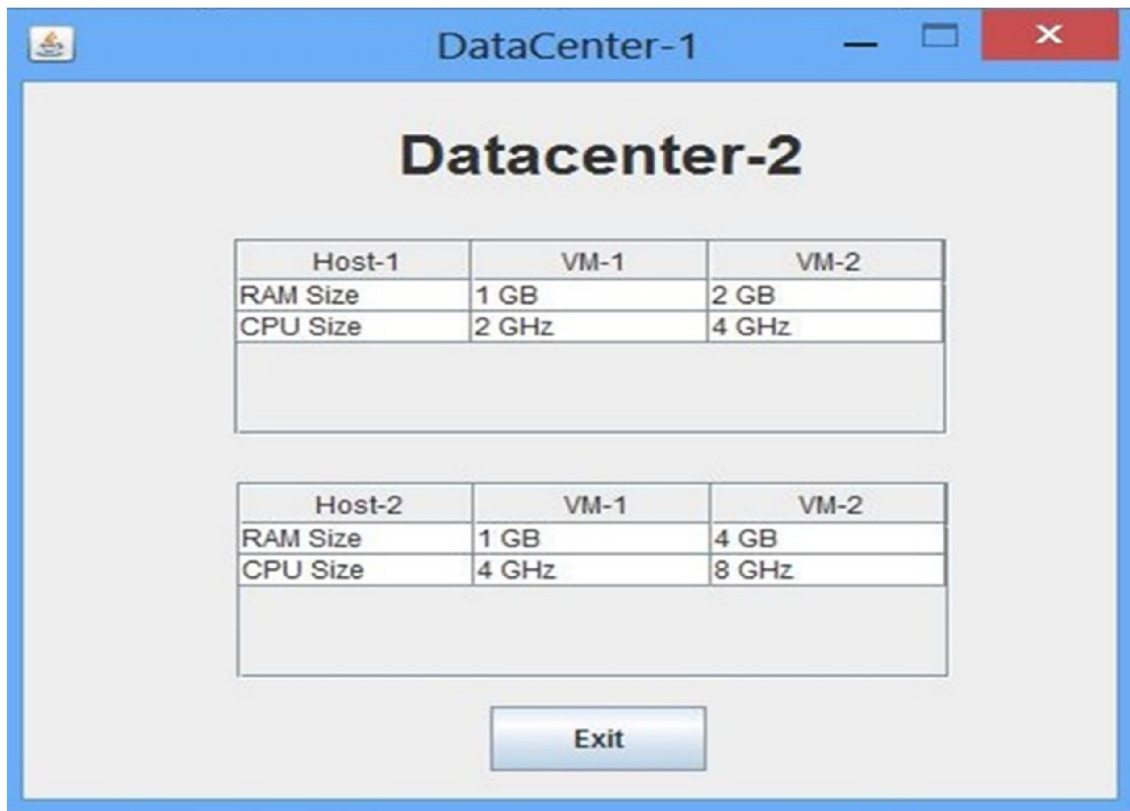 DataCenter-1
Datacenter-2
Host-1 VM-1 VM-2
RAM Size 1 GB 2 GB
CPU Size 2 GHz 4 GHz
Host-2 VM-1 VM-2
RAM Size 1 GB 4 GB
CPU Size 4 GHz 8 GHz
Exit